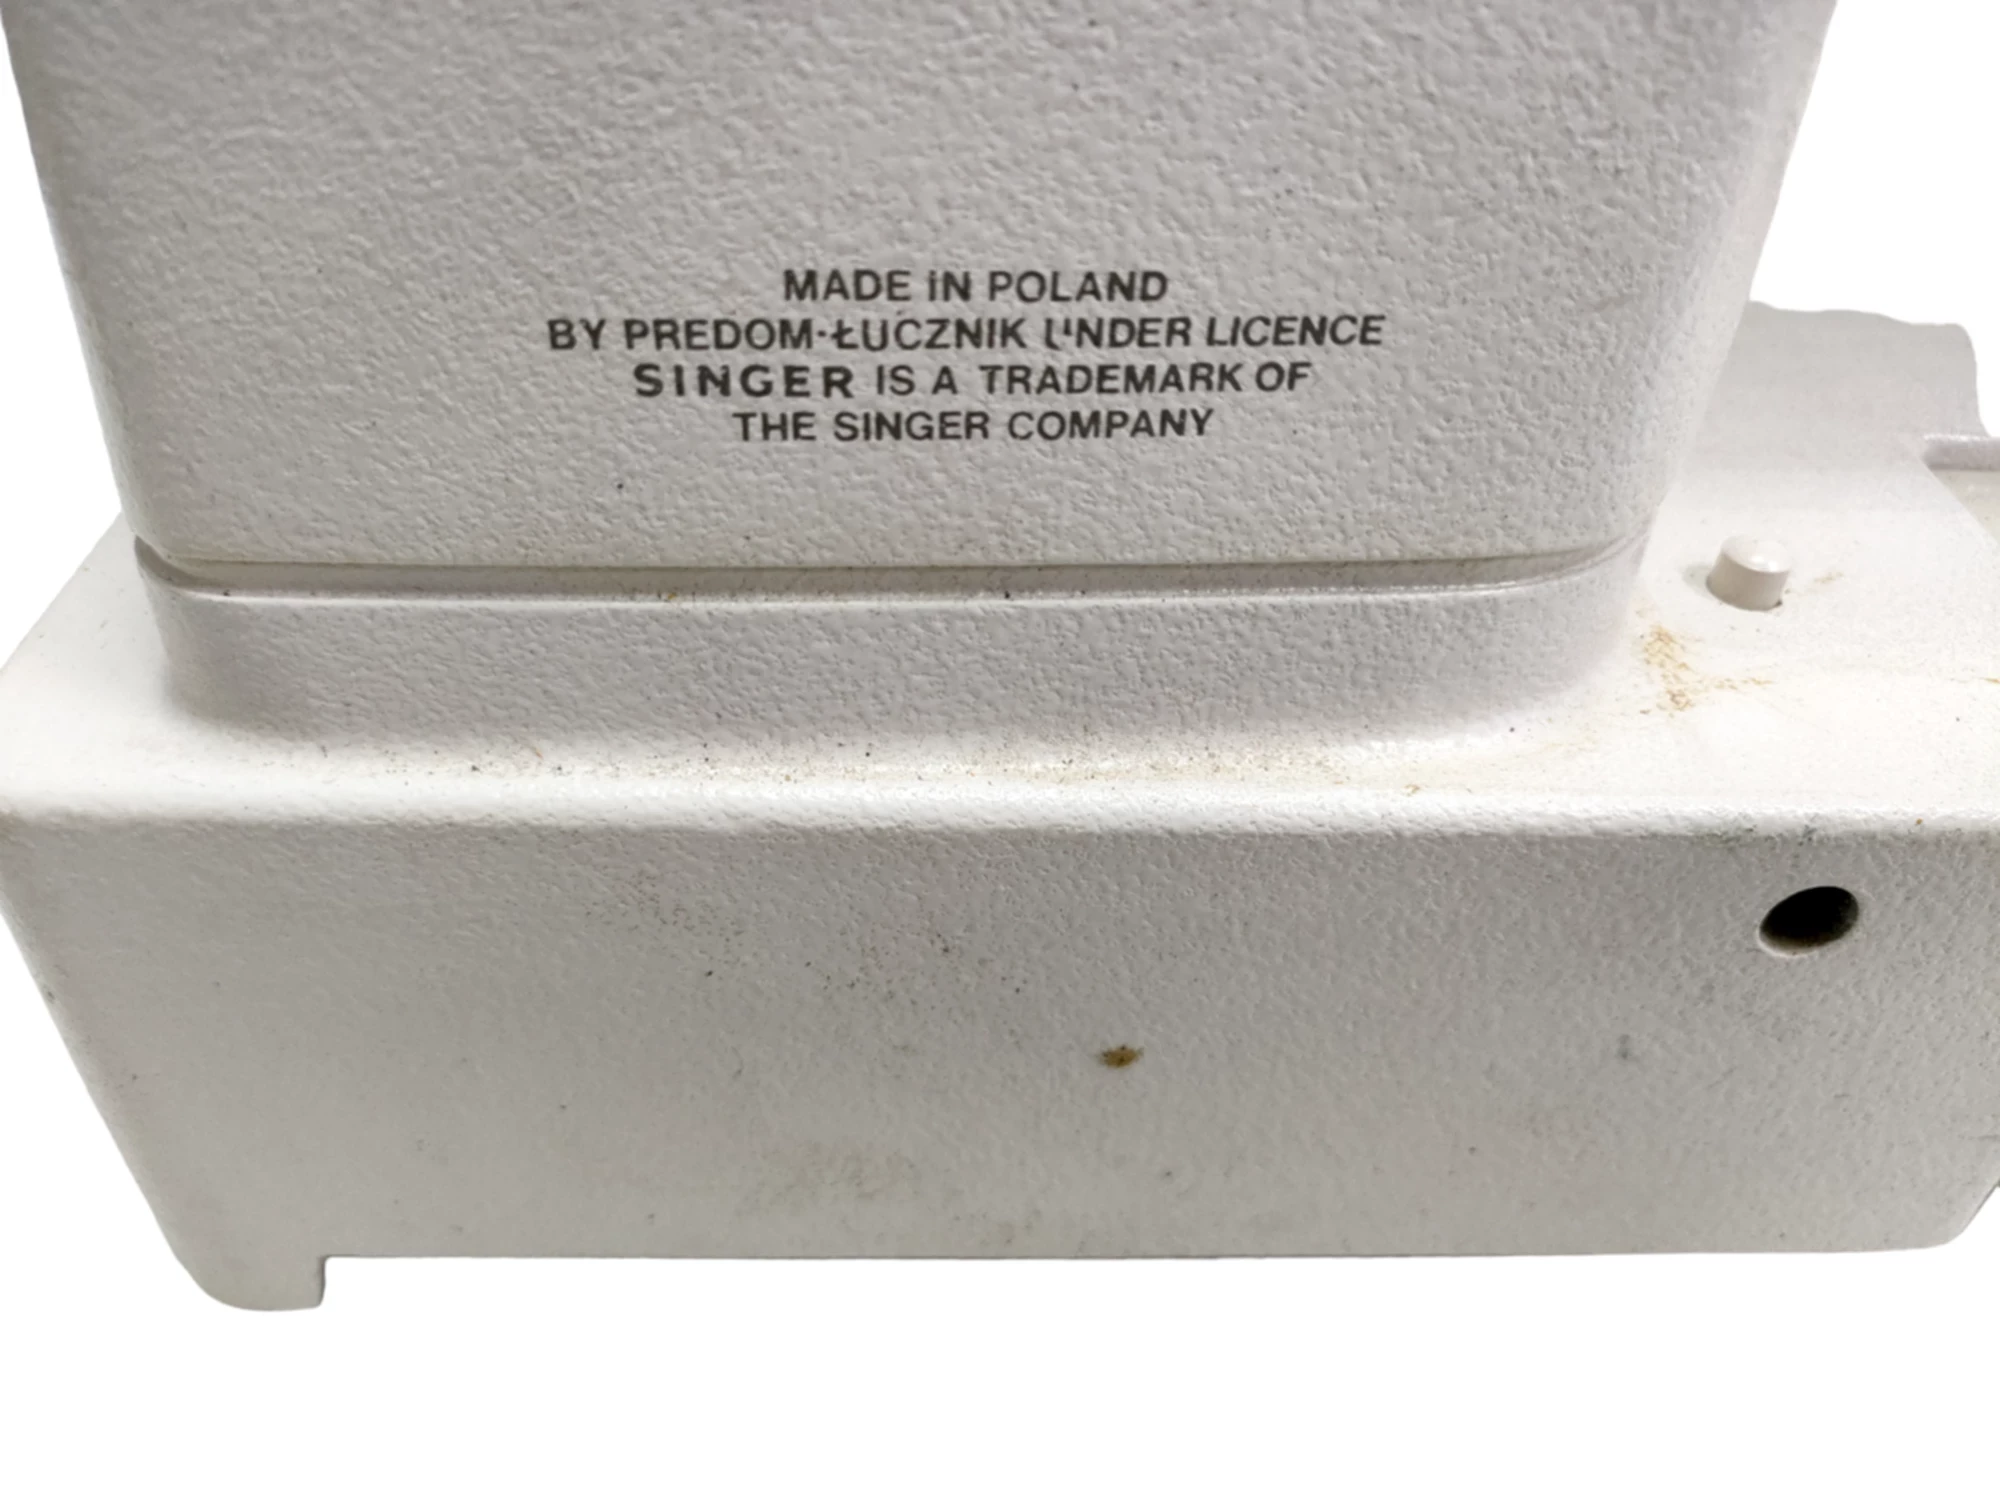 MADE IN POLAND
BY PREDOM-ŁUCZNIK UNDER LICENCE
SINGER IS A TRADEMARK OF
THE SINGER COMPANY